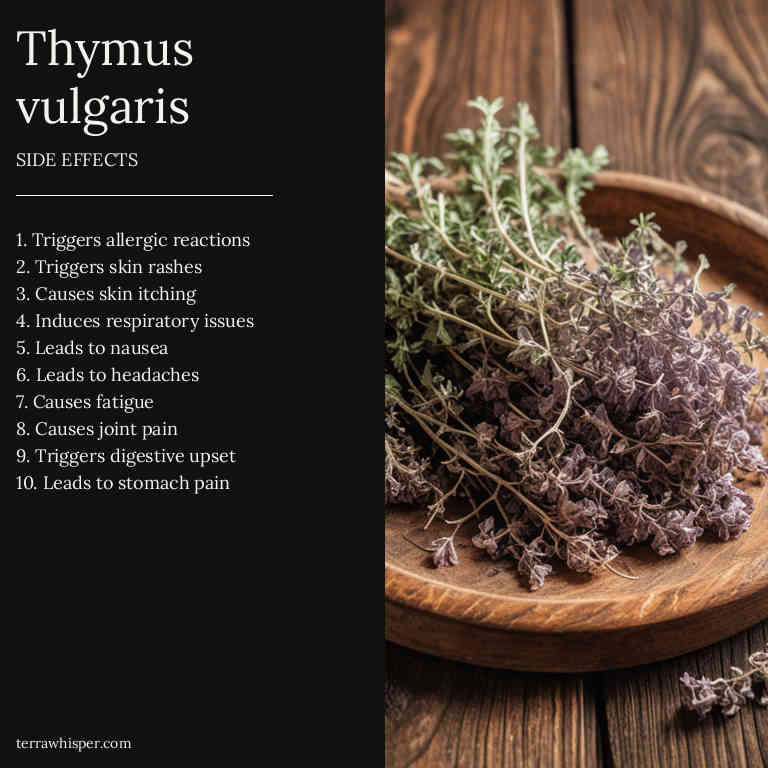 Thymus
vulgaris
SIDE EFFECTS
1. Triggers allergic reactions
2. Triggers skin rashes
3. Causes skin itching
4. Induces respiratory issues
5. Leads to nausea
6. Leads to headaches
7. Causes fatigue
8. Causes joint pain
9. Triggers digestive upset
10. Leads to stomach pain
terrawhisper.com